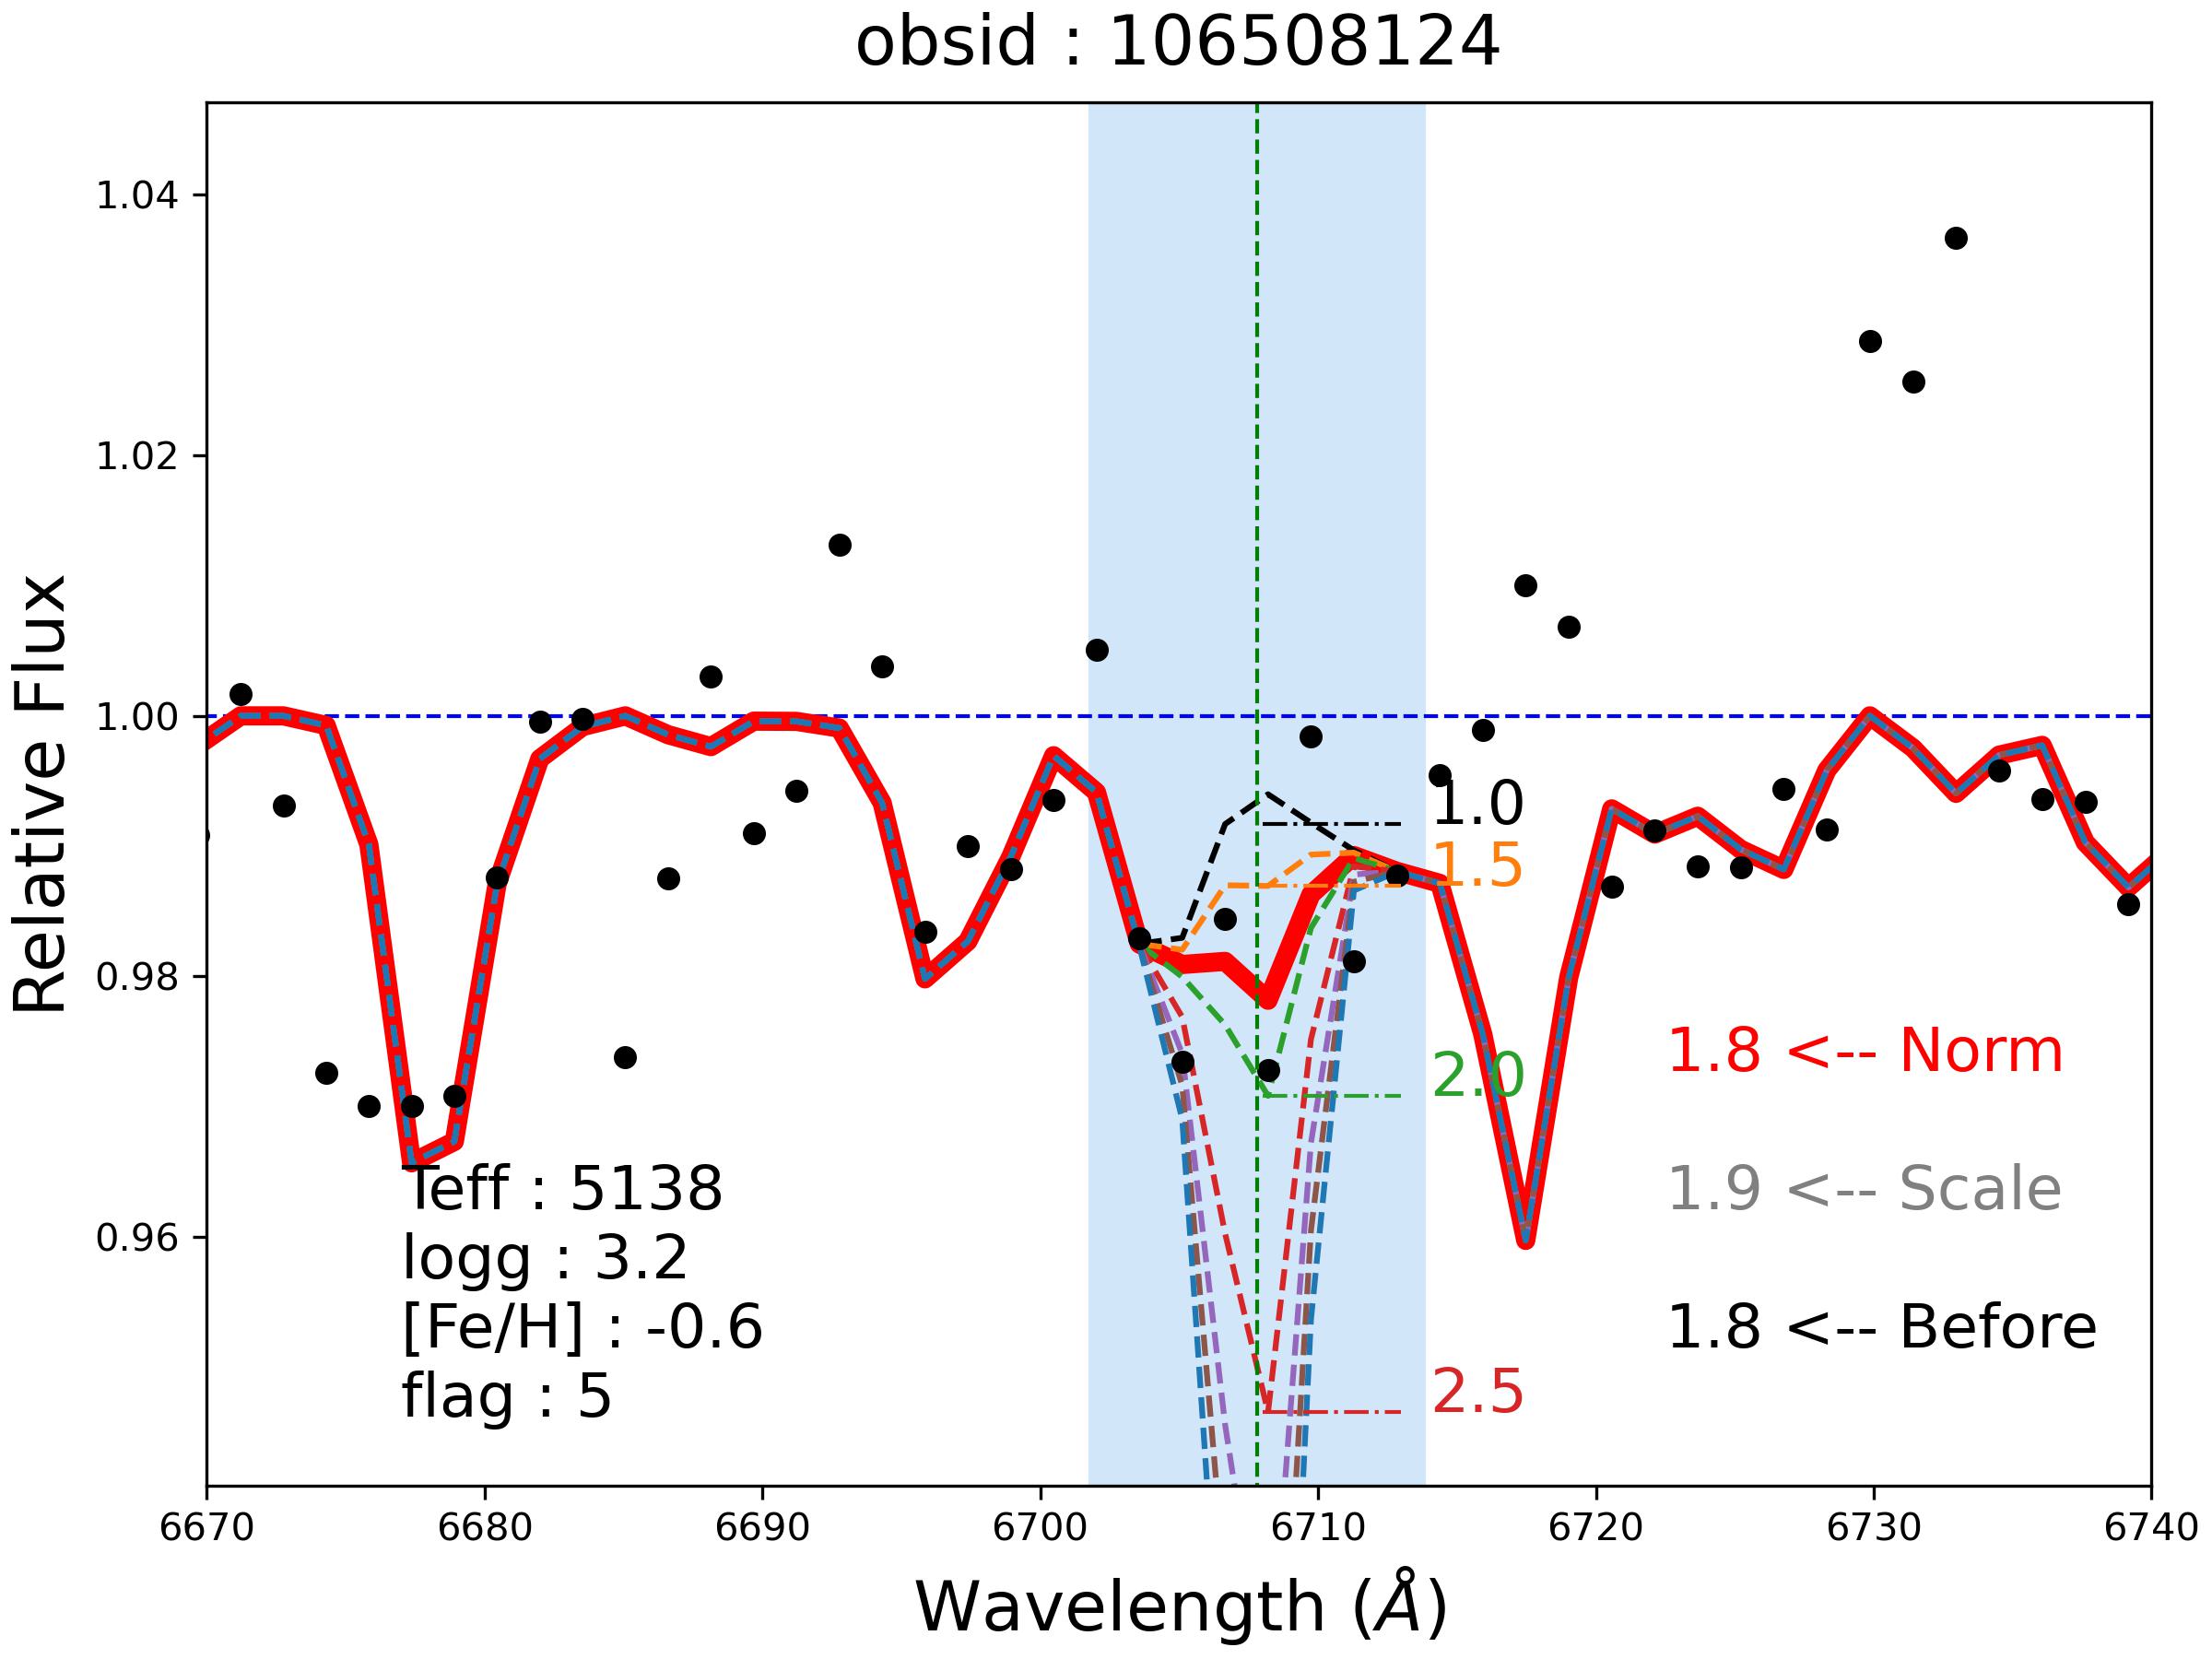 obsid : 106508124
Relative Flux
1.04
1.02
1.00
0.98
0.96
1.0
1.5
2.0
2.5
1.8 <-- Norm
1.9 <-- Scale
1.8 <-- Before
Teff : 5138
logg : 3.2
[Fe/H] : -0.6
flag : 5
6670 6680 6690 6700 6710 6720 6730 6740
Wavelength (Å)